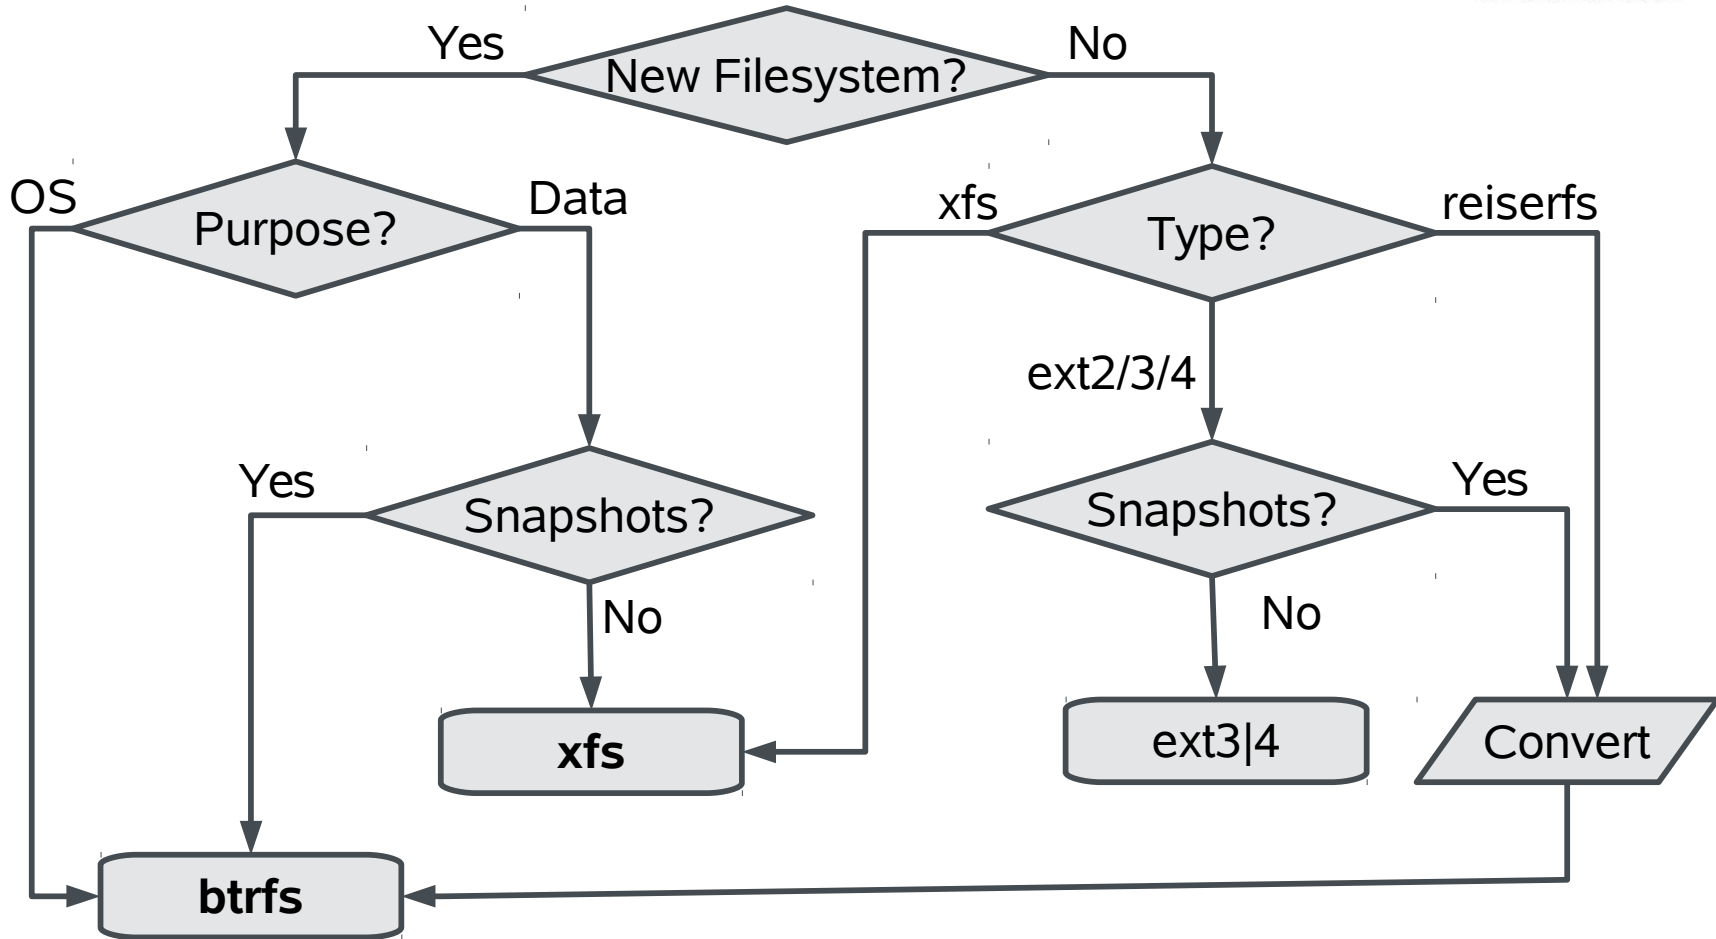 Yes
New Filesystem?
No
OS
Purpose?
Data
xfs
Type?
reiserfs
ext2/3/4
Yes
Snapshots?
Snapshots?
Yes
No
No
xfs
ext3|4
Convert
btrfs